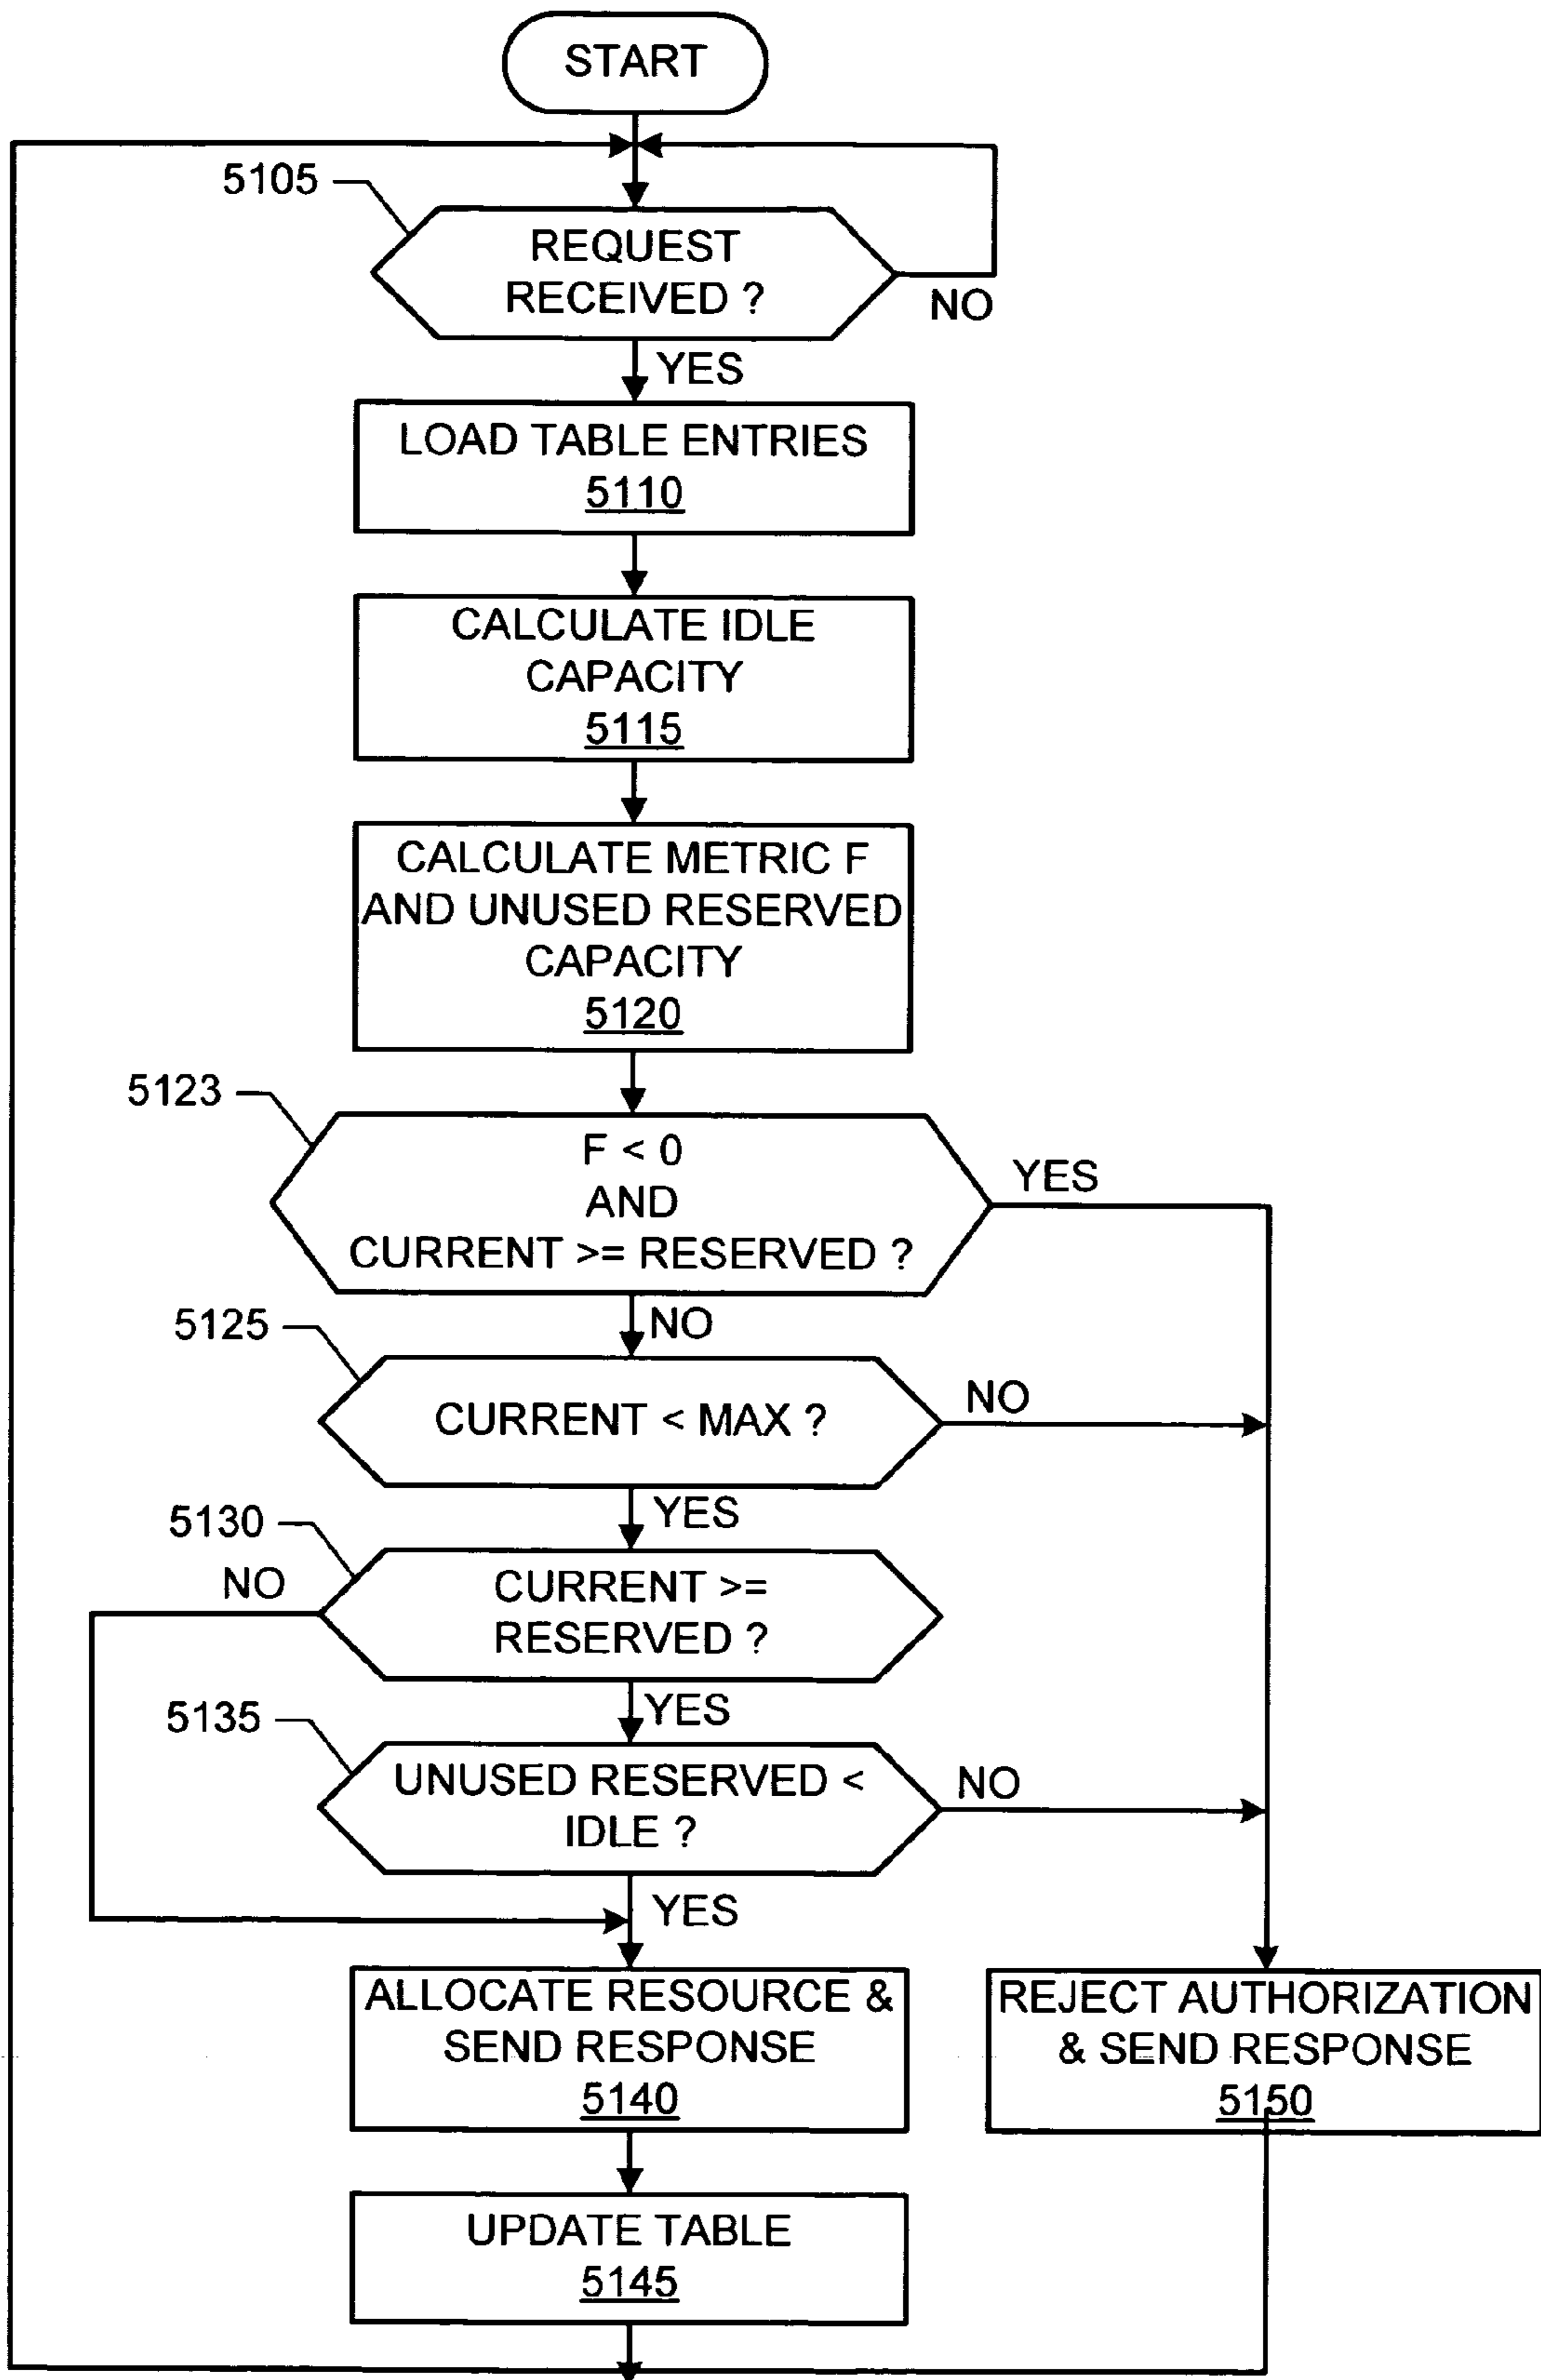 START
5105
REQUEST
RECEIVED ?
NO
YES
LOAD TABLE ENTRIES
5110
CALCULATE IDLE
CAPACITY
5115
CALCULATE METRIC F
AND UNUSED RESERVED
CAPACITY
5120
5123
F < 0
AND
CURRENT >= RESERVED ?
YES
NO
5125
CURRENT < MAX ?
NO
YES
5130
NO
CURRENT >=
RESERVED ?
YES
5135
UNUSED RESERVED <
IDLE ?
NO
YES
ALLOCATE RESOURCE &
SEND RESPONSE
5140
REJECT AUTHORIZATION
& SEND RESPONSE
5150
UPDATE TABLE
5145